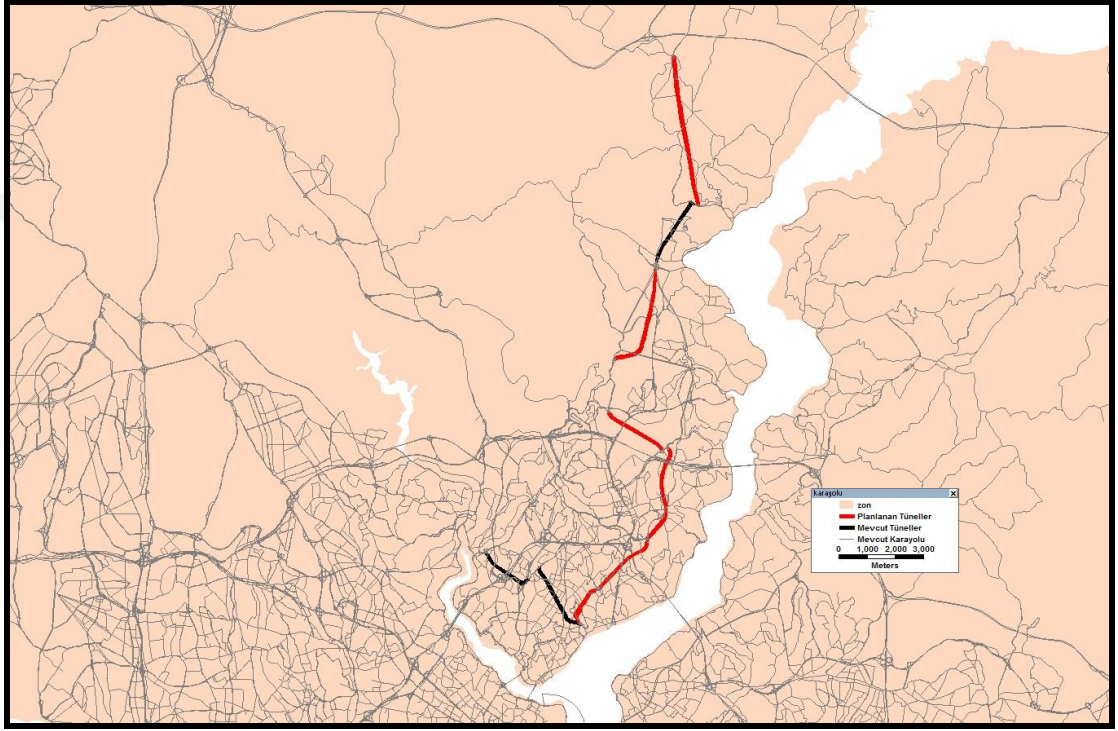 karayolu
zon
Planlanan Tüneller
Mevcut Tüneller
Mevcut Karayolu
0 1,000 2,000 3,000
Meters